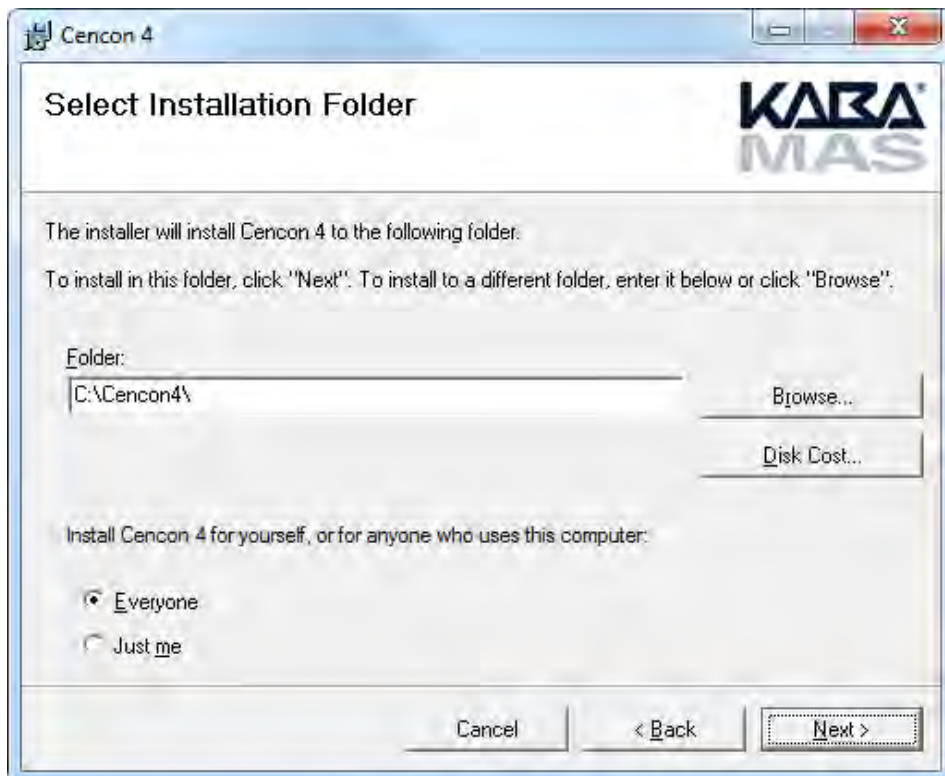 Cencon 4
Select Installation Folder
KABA®
MAS
The installer will install Cencon 4 to the following folder.
To install in this folder, click "Next". To install to a different folder, enter it below or click "Browse".
Folder:
C:\Cencon4\
Browse...
Disk Cost...
Install Cencon 4 for yourself, or for anyone who uses this computer:
Everyone
Just me
Cancel
< Back
Next >